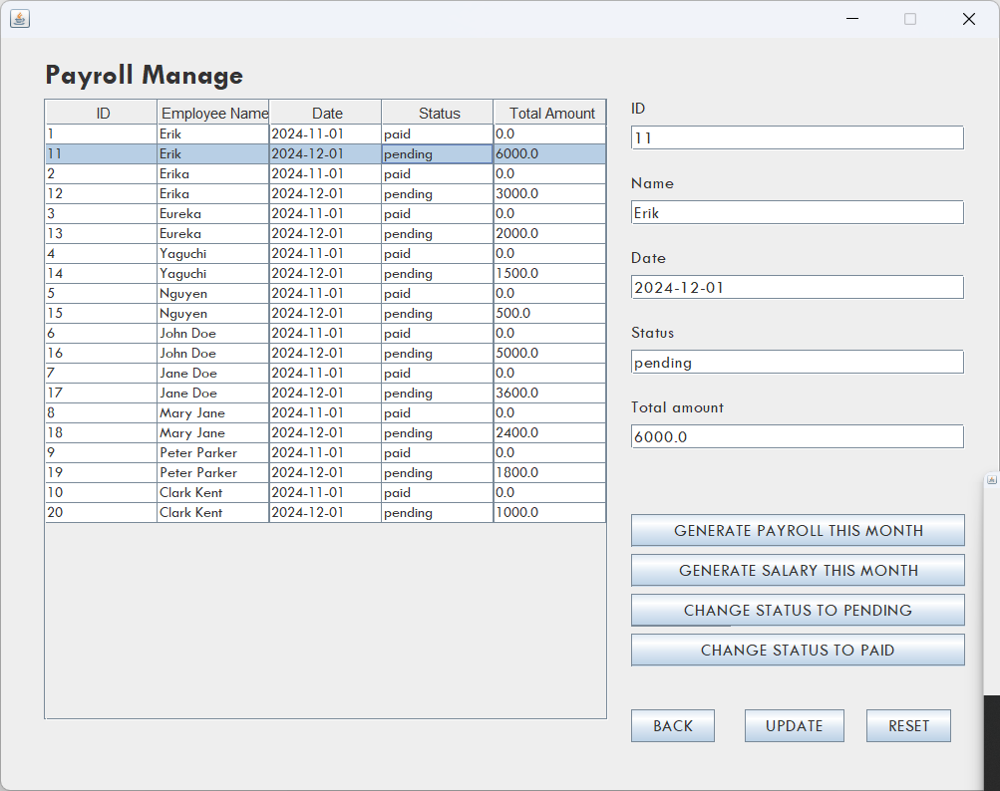 Payroll Manage
ID Employee Name Date Status Total Amount
1 Erik 2024-11-01 paid 0.0
11 Erik 2024-12-01 pending 6000.0
2 Erika 2024-11-01 paid 0.0
12 Erika 2024-12-01 pending 3000.0
3 Eureka 2024-11-01 paid 0.0
13 Eureka 2024-12-01 pending 2000.0
4 Yaguchi 2024-11-01 paid 0.0
14 Yaguchi 2024-12-01 pending 1500.0
5 Nguyen 2024-11-01 paid 0.0
15 Nguyen 2024-12-01 pending 500.0
6 John Doe 2024-11-01 paid 0.0
16 John Doe 2024-12-01 pending 5000.0
7 Jane Doe 2024-11-01 paid 0.0
17 Jane Doe 2024-12-01 pending 3600.0
8 Mary Jane 2024-11-01 paid 0.0
18 Mary Jane 2024-12-01 pending 2400.0
9 Peter Parker 2024-11-01 paid 0.0
19 Peter Parker 2024-12-01 pending 1800.0
10 Clark Kent 2024-11-01 paid 0.0
20 Clark Kent 2024-12-01 pending 1000.0
ID
11
Name
Erik
Date
2024-12-01
Status
pending
Total amount
6000.0
GENERATE PAYROLL THIS MONTH
GENERATE SALARY THIS MONTH
CHANGE STATUS TO PENDING
CHANGE STATUS TO PAID
BACK UPDATE RESET